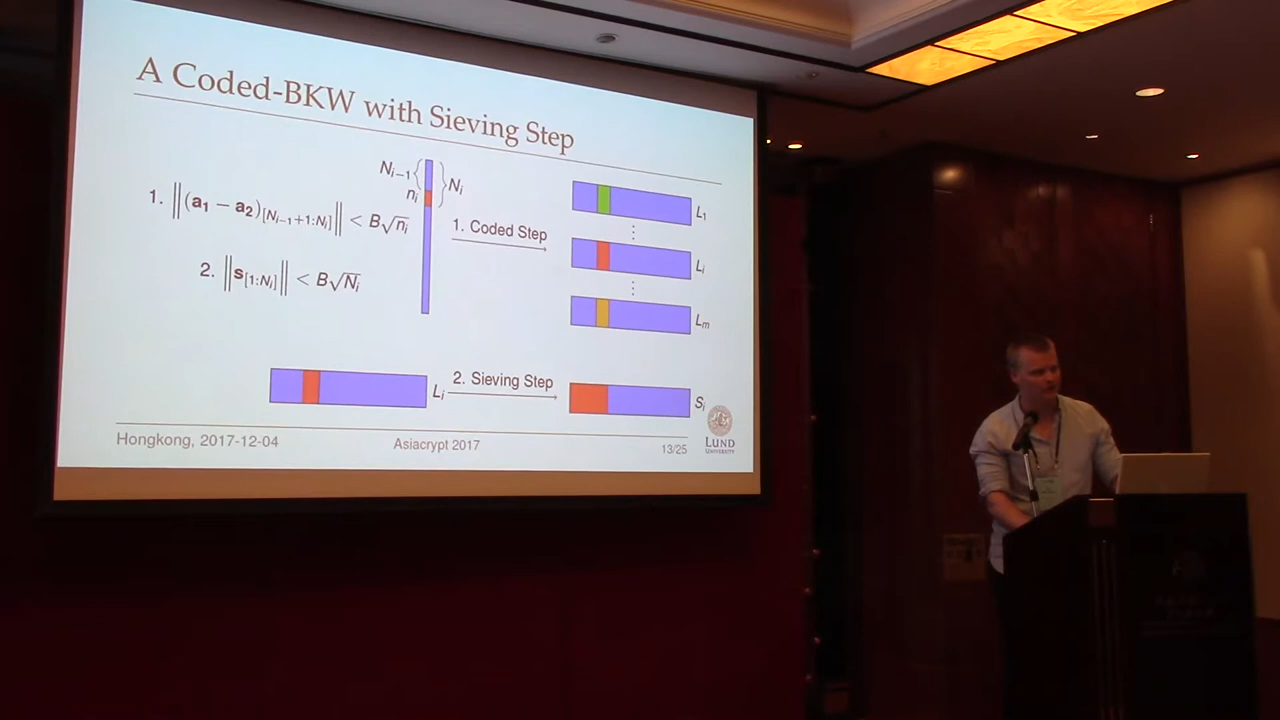 A Coded-BKW with Sieving Step
N_{i−1} { } N_i
n_i
1. ‖(a₁ − a₂)_{[N_{i−1}+1:N_i]}‖ < B√n_i
2. ‖s_{[1:N_i]}‖ < B√N_i
1. Coded Step
L₁
⋮
L_i
⋮
L_m
L_i
2. Sieving Step
S_i
Hongkong, 2017-12-04
Asiacrypt 2017
13/25
LUND
UNIVERSITY